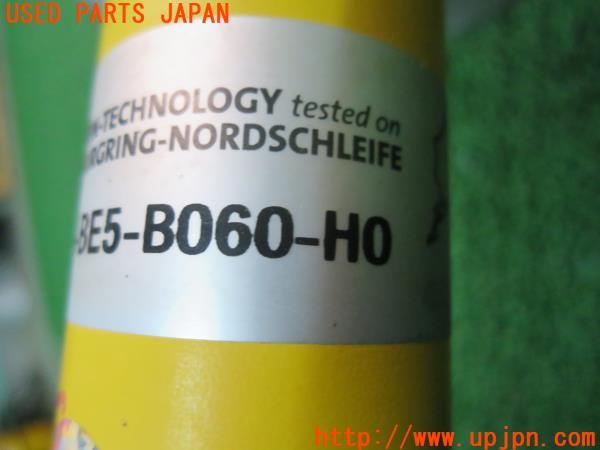 USED PARTS JAPAN
-TECHNOLOGY tested on
RGRING-NORDSCHLEIFE
-BE5-B060-H0
http://www.upjpn.com